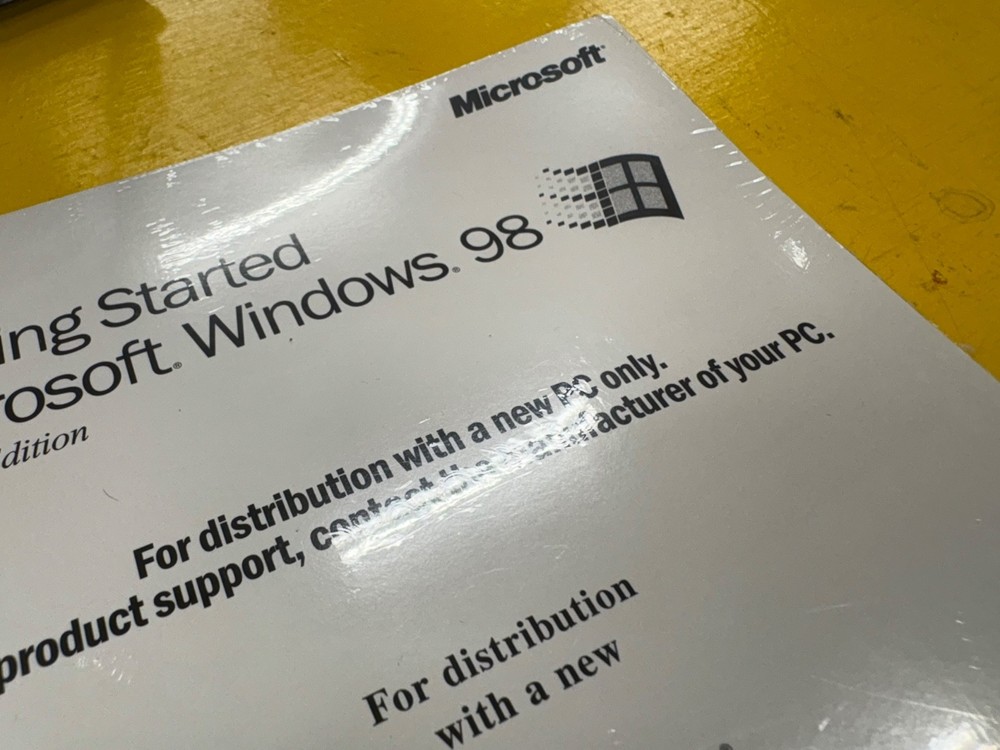 Microsoft
ing Started
rosoft® Windows® 98
dition
For distribution with a new PC only.
product support, contact the manufacturer of your PC.
For distribution
with a new